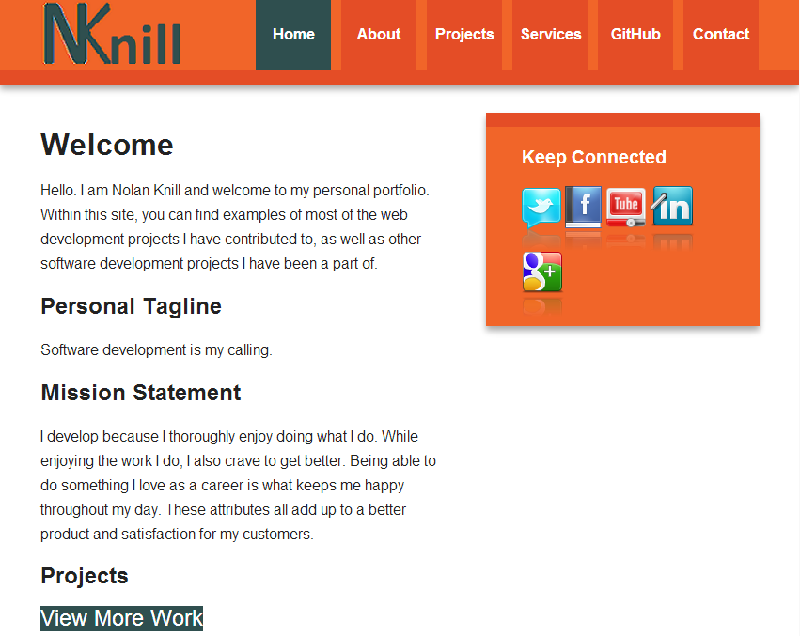 NKnill
Home About Projects Services GitHub Contact
Welcome
Hello. I am Nolan Knill and welcome to my personal portfolio.
Within this site, you can find examples of most of the web
development projects I have contributed to, as well as other
software development projects I have been a part of.
Personal Tagline
Software development is my calling.
Mission Statement
I develop because I thoroughly enjoy doing what I do. While
enjoying the work I do, I also crave to get better. Being able to
do something I love as a career is what keeps me happy
throughout my day. These attributes all add up to a better
product and satisfaction for my customers.
Projects
View More Work
Keep Connected
f Tube in
g+